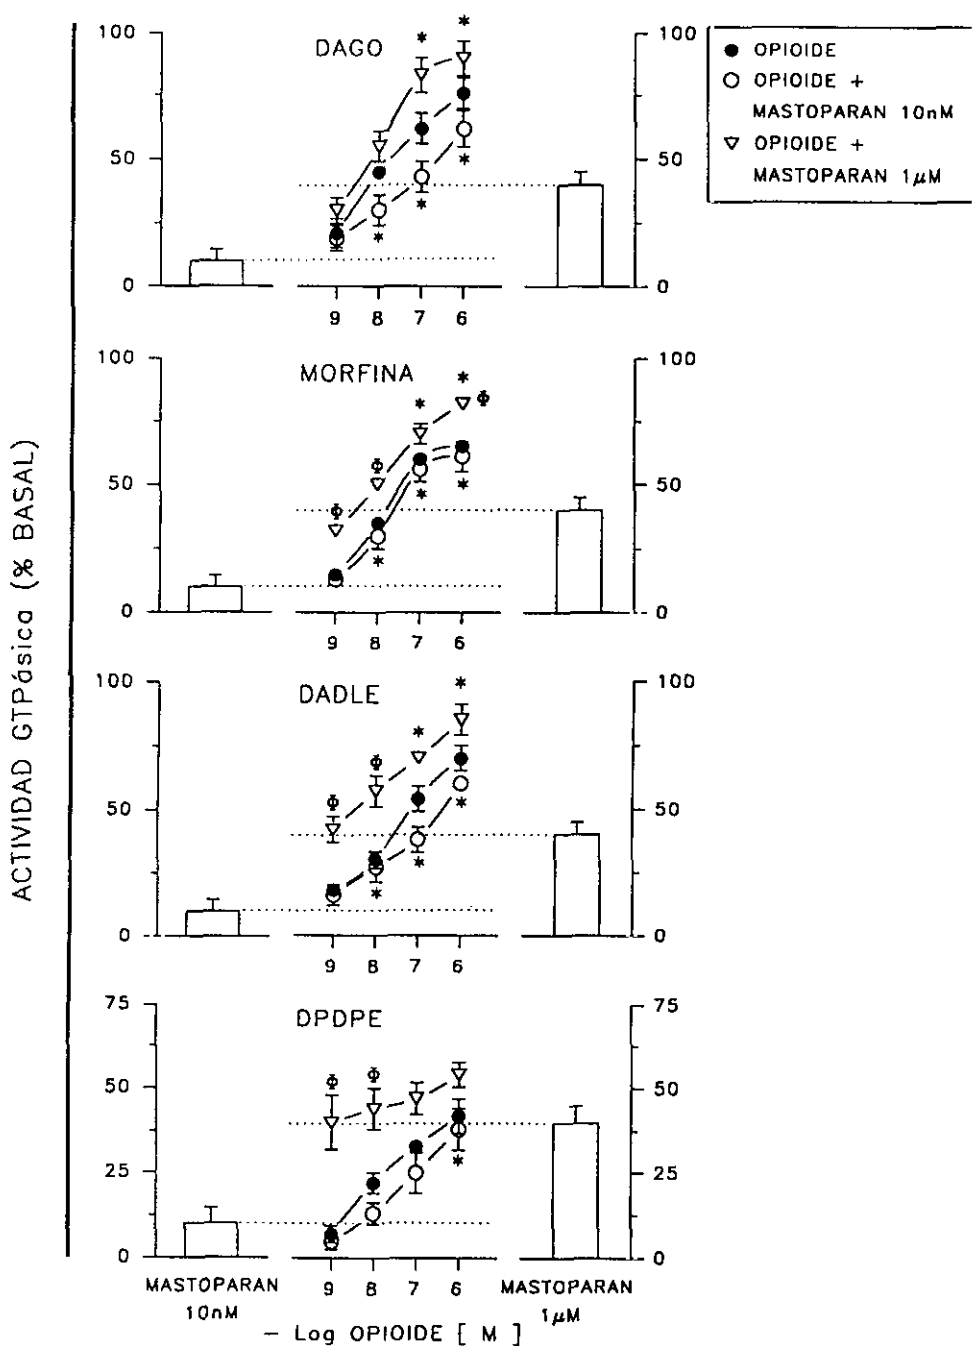 ACTIVIDAD GTPásica (% BASAL)
● OPIOIDE
○ OPIOIDE +
MASTOPARAN 10nM
▽ OPIOIDE +
MASTOPARAN 1µM
DAGO
100
50
0
9 8 7 6
100
50
0
MORFINA
100
50
0
9 8 7 6
100
50
0
DADLE
100
50
0
9 8 7 6
100
50
0
DPDPE
75
50
25
0
9 8 7 6
75
50
25
0
MASTOPARAN
10nM
MASTOPARAN
1µM
- Log OPIOIDE [ M ]